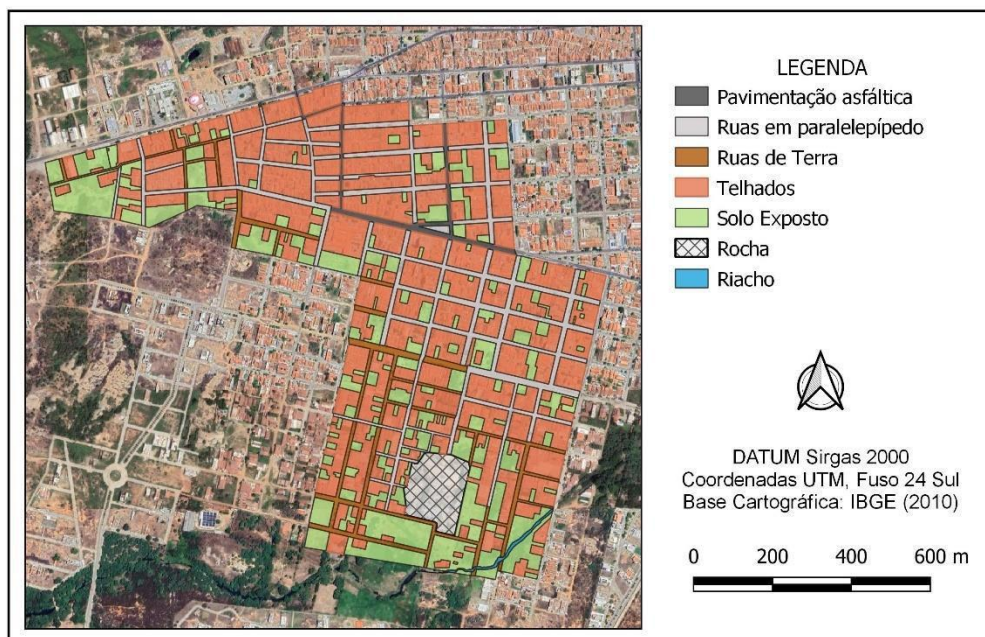 LEGENDA
Pavimentação asfáltica
Ruas em paralelepípedo
Ruas de Terra
Telhados
Solo Exposto
Rocha
Riacho
DATUM Sirgas 2000
Coordenadas UTM, Fuso 24 Sul
Base Cartográfica: IBGE (2010)
0 200 400 600 m